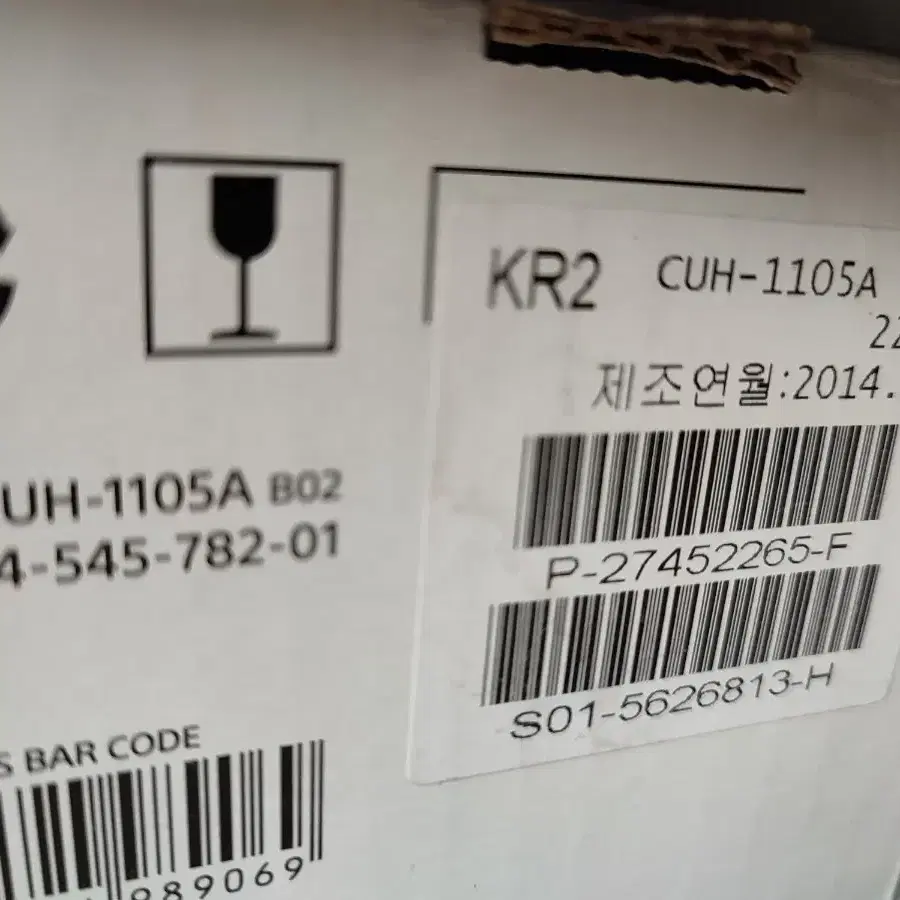 KR2 CUH-1105A
22
제조연월:2014.
P-27452265-F
S01-5626813-H
UH-1105A B02
4-545-782-01
S BAR CODE
989069